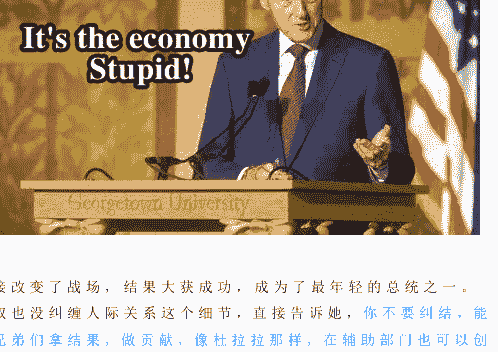 It's the economy
Stupid!
Georgetown University
接改变了战场，结果大获成功，成为了最年轻的总统之一。
也没纠缠人际关系这个细节，直接告诉她，你不要纠结，能
兄弟们拿结果，做贡献，像杜拉拉那样，在辅助部门也可以创